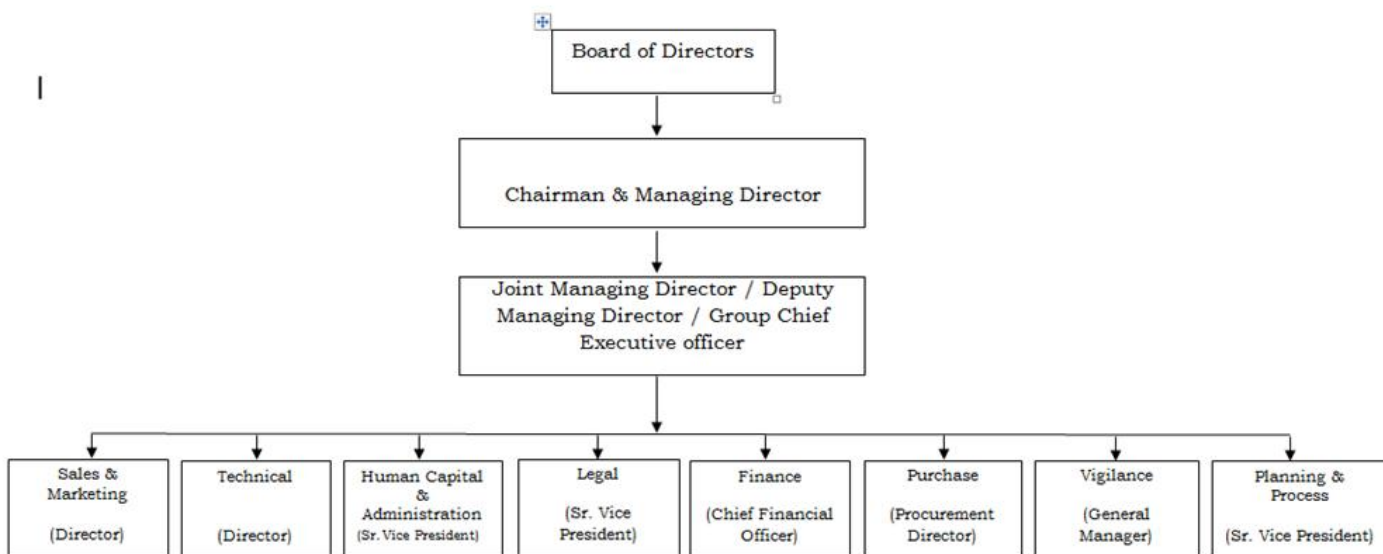 Board of Directors
Chairman & Managing Director
Joint Managing Director / Deputy
Managing Director / Group Chief
Executive officer
Sales &
Marketing
(Director)
Technical
(Director)
Human Capital
&
Administration
(Sr. Vice President)
Legal
(Sr. Vice
President)
Finance
(Chief Financial
Officer)
Purchase
(Procurement
Director)
Vigilance
(General
Manager)
Planning &
Process
(Sr. Vice President)